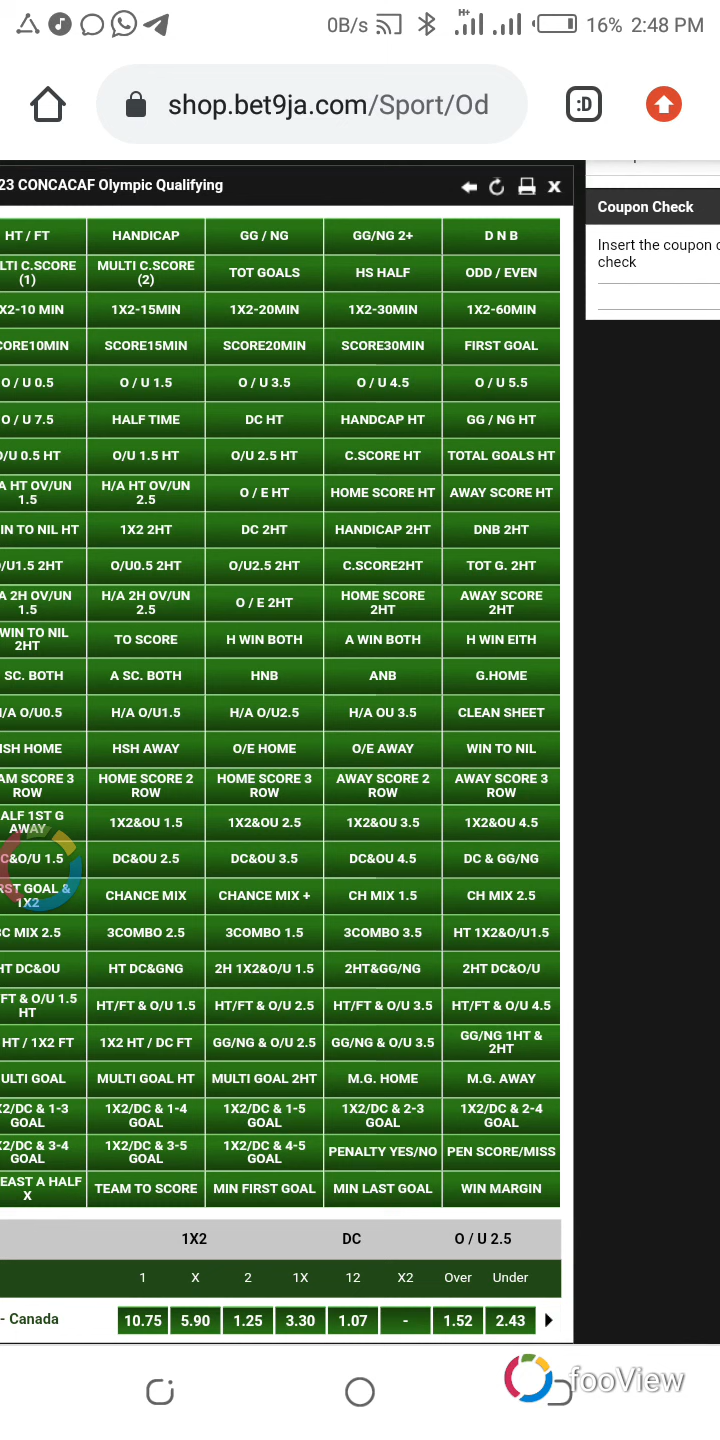 0B/s H+ 16% 2:48 PM
shop.bet9ja.com/Sport/Od :D
23 CONCACAF Olympic Qualifying
Coupon Check
Insert the coupon c
check
HT / FT HANDICAP GG / NG GG/NG 2+ D N B
LTI C.SCORE (1) MULTI C.SCORE (2) TOT GOALS HS HALF ODD / EVEN
X2-10 MIN 1X2-15MIN 1X2-20MIN 1X2-30MIN 1X2-60MIN
CORE10MIN SCORE15MIN SCORE20MIN SCORE30MIN FIRST GOAL
O / U 0.5 O / U 1.5 O / U 3.5 O / U 4.5 O / U 5.5
O / U 7.5 HALF TIME DC HT HANDCAP HT GG / NG HT
O/U 0.5 HT O/U 1.5 HT O/U 2.5 HT C.SCORE HT TOTAL GOALS HT
A HT OV/UN 1.5 H/A HT OV/UN 2.5 O / E HT HOME SCORE HT AWAY SCORE HT
IN TO NIL HT 1X2 2HT DC 2HT HANDICAP 2HT DNB 2HT
/U1.5 2HT O/U0.5 2HT O/U2.5 2HT C.SCORE2HT TOT G. 2HT
A 2H OV/UN 1.5 H/A 2H OV/UN 2.5 O / E 2HT HOME SCORE 2HT AWAY SCORE 2HT
WIN TO NIL 2HT TO SCORE H WIN BOTH A WIN BOTH H WIN EITH
SC. BOTH A SC. BOTH HNB ANB G.HOME
/A O/U0.5 H/A O/U1.5 H/A O/U2.5 H/A OU 3.5 CLEAN SHEET
HSH HOME HSH AWAY O/E HOME O/E AWAY WIN TO NIL
AM SCORE 3 ROW HOME SCORE 2 ROW HOME SCORE 3 ROW AWAY SCORE 2 ROW AWAY SCORE 3 ROW
ALF 1ST G AWAY 1X2&OU 1.5 1X2&OU 2.5 1X2&OU 3.5 1X2&OU 4.5
C&O/U 1.5 DC&OU 2.5 DC&OU 3.5 DC&OU 4.5 DC & GG/NG
RST GOAL & 1X2 CHANCE MIX CHANCE MIX + CH MIX 1.5 CH MIX 2.5
C MIX 2.5 3COMBO 2.5 3COMBO 1.5 3COMBO 3.5 HT 1X2&O/U1.5
HT DC&OU HT DC&GNG 2H 1X2&O/U 1.5 2HT&GG/NG 2HT DC&O/U
/FT & O/U 1.5 HT HT/FT & O/U 1.5 HT/FT & O/U 2.5 HT/FT & O/U 3.5 HT/FT & O/U 4.5
HT / 1X2 FT 1X2 HT / DC FT GG/NG & O/U 2.5 GG/NG & O/U 3.5 GG/NG 1HT & 2HT
ULTI GOAL MULTI GOAL HT MULTI GOAL 2HT M.G. HOME M.G. AWAY
X2/DC & 1-3 GOAL 1X2/DC & 1-4 GOAL 1X2/DC & 1-5 GOAL 1X2/DC & 2-3 GOAL 1X2/DC & 2-4 GOAL
X2/DC & 3-4 GOAL 1X2/DC & 3-5 GOAL 1X2/DC & 4-5 GOAL PENALTY YES/NO PEN SCORE/MISS
EAST A HALF X TEAM TO SCORE MIN FIRST GOAL MIN LAST GOAL WIN MARGIN
1X2 DC O / U 2.5
1 X 2 1X 12 X2 Over Under
- Canada 10.75 5.90 1.25 3.30 1.07 - 1.52 2.43
fooView